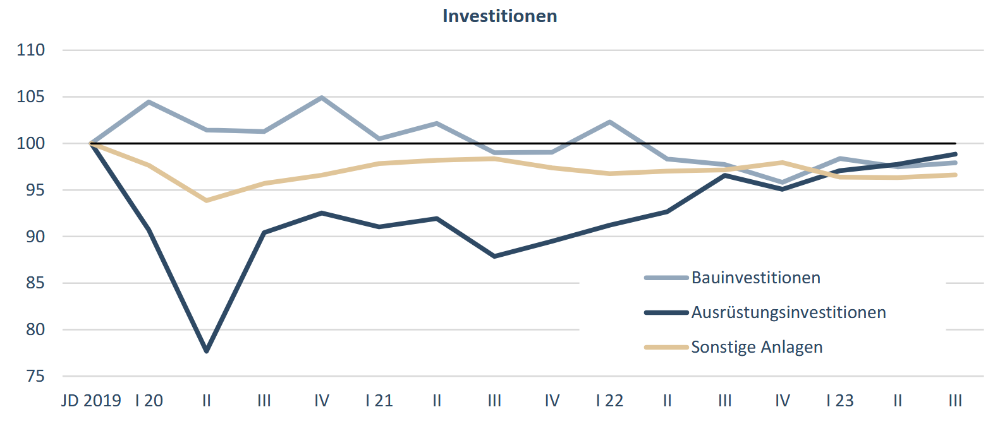 Investitionen
110
105
100
95
90
85
80
75
Bauinvestitionen
Ausrüstungsinvestitionen
Sonstige Anlagen
JD 2019 I 20 II III IV I 21 II III IV I 22 II III IV I 23 II III